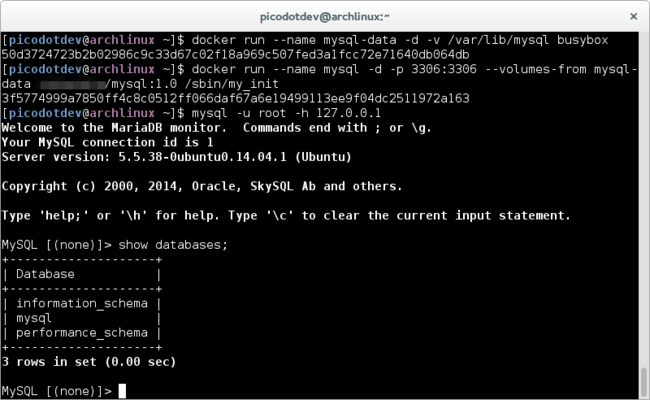 picodotdev@archlinux:~
[picodotdev@archlinux ~]$ docker run --name mysql-data -d -v /var/lib/mysql busybox
50d3724723b2b02986c9c33d67c02f18a969c507fed3a1fcc72e71640db064db
[picodotdev@archlinux ~]$ docker run --name mysql -d -p 3306:3306 --volumes-from mysql-
data /mysql:1.0 /sbin/my_init
3f5774999a7850ff4c8c0512ff066daf67a6e19499113ee9f04dc2511972a163
[picodotdev@archlinux ~]$ mysql -u root -h 127.0.0.1
Welcome to the MariaDB monitor.  Commands end with ; or \g.
Your MySQL connection id is 1
Server version: 5.5.38-0ubuntu0.14.04.1 (Ubuntu)
Copyright (c) 2000, 2014, Oracle, SkySQL Ab and others.
Type 'help;' or '\h' for help. Type '\c' to clear the current input statement.
MySQL [(none)]> show databases;
+--------------------+
| Database           |
+--------------------+
| information_schema |
| mysql              |
| performance_schema |
+--------------------+
3 rows in set (0.00 sec)
MySQL [(none)]>